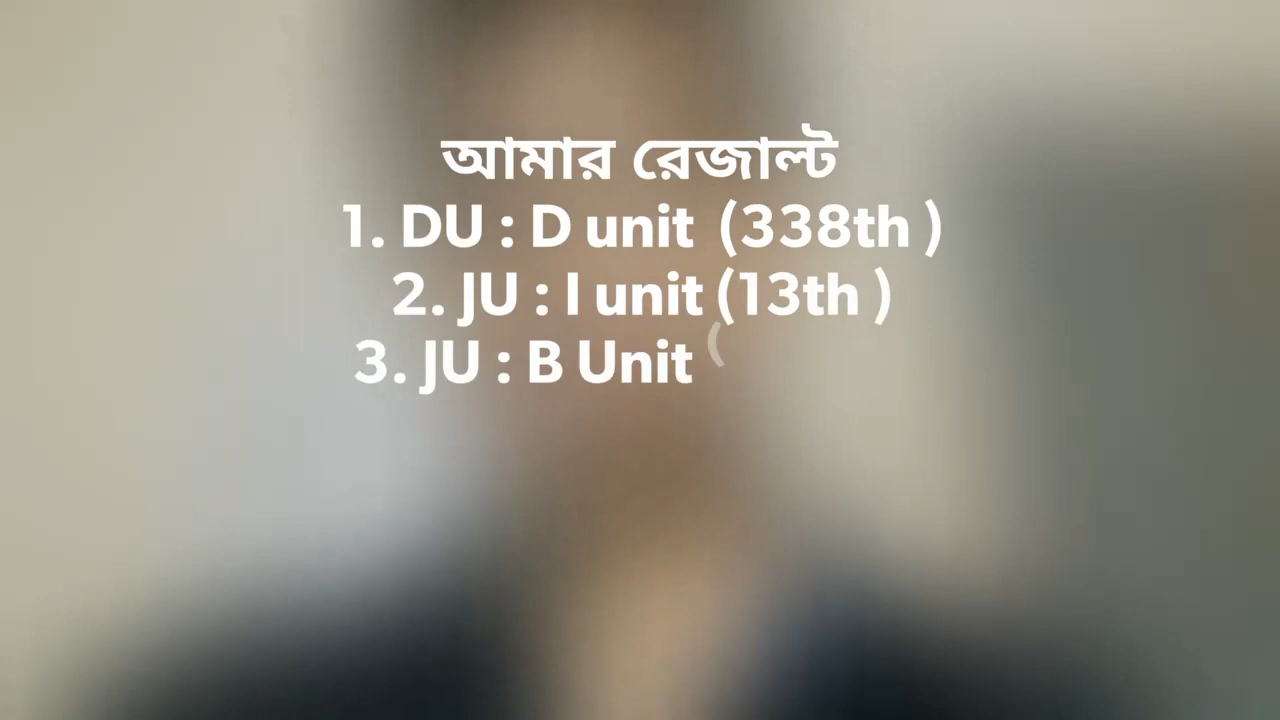 আমার রেজাল্ট
1. DU : D unit (338th )
2. JU : I unit (13th )
3. JU : B Unit (